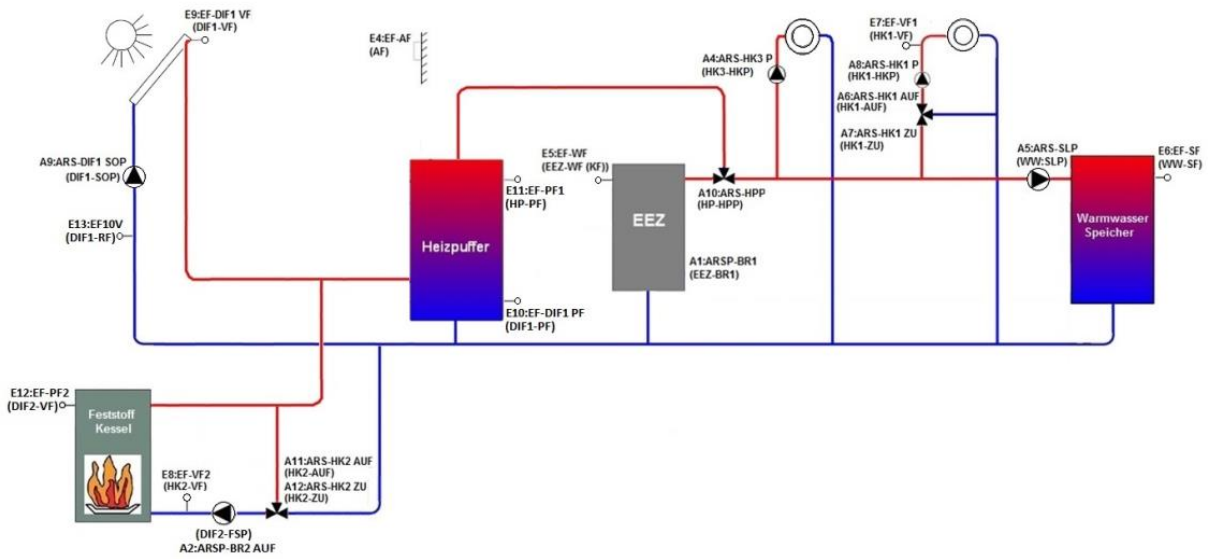 E9:EF-DIF1 VF
(DIF1-VF)
E4:EF-AF
(AF)
E7:EF-VF1
(HK1-VF)
A4:ARS-HK3 P
(HK3-HKP)
A8:ARS-HK1 P
(HK1-HKP)
A6:ARS-HK1 AUF
(HK1-AUF)
A7:ARS-HK1 ZU
(HK1-ZU)
A5:ARS-SLP
(WW:SLP)
E6:EF-SF
(WW-SF)
A9:ARS-DIF1 SOP
(DIF1-SOP)
E13:EF10V
(DIF1-RF)
E11:EF-PF1
(HP-PF)
Heizpuffer
E10:EF-DIF1 PF
(DIF1-PF)
E5:EF-WF
(EEZ-WF (KF))
EEZ
A10:ARS-HPP
(HP-HPP)
A1:ARSP-BR1
(EEZ-BR1)
Warmwasser
Speicher
E12:EF-PF2
(DIF2-VF)
Feststoff
Kessel
E8:EF-VF2
(HK2-VF)
A11:ARS-HK2 AUF
(HK2-AUF)
A12:ARS-HK2 ZU
(HK2-ZU)
(DIF2-FSP)
A2:ARSP-BR2 AUF